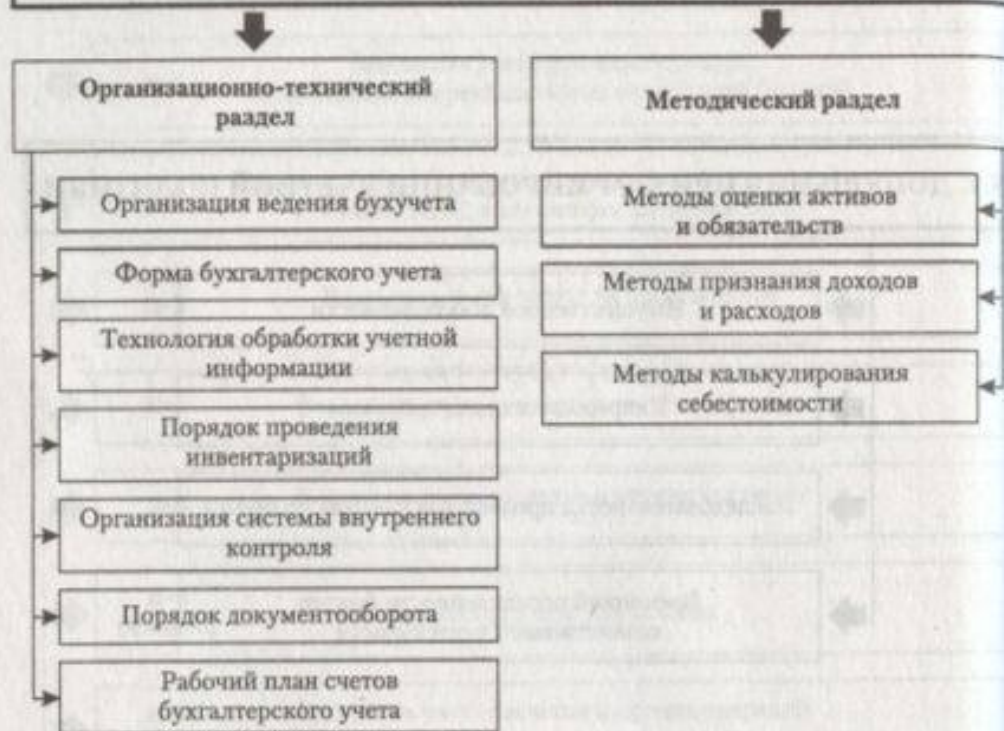 Организационно-технический
раздел
Организация ведения бухучета
Форма бухгалтерского учета
Технология обработки учетной
информации
Порядок проведения
инвентаризаций
Организация системы внутреннего
контроля
Порядок документооборота
Рабочий план счетов
бухгалтерского учета
Методический раздел
Методы оценки активов
и обязательств
Методы признания доходов
и расходов
Методы калькулирования
себестоимости